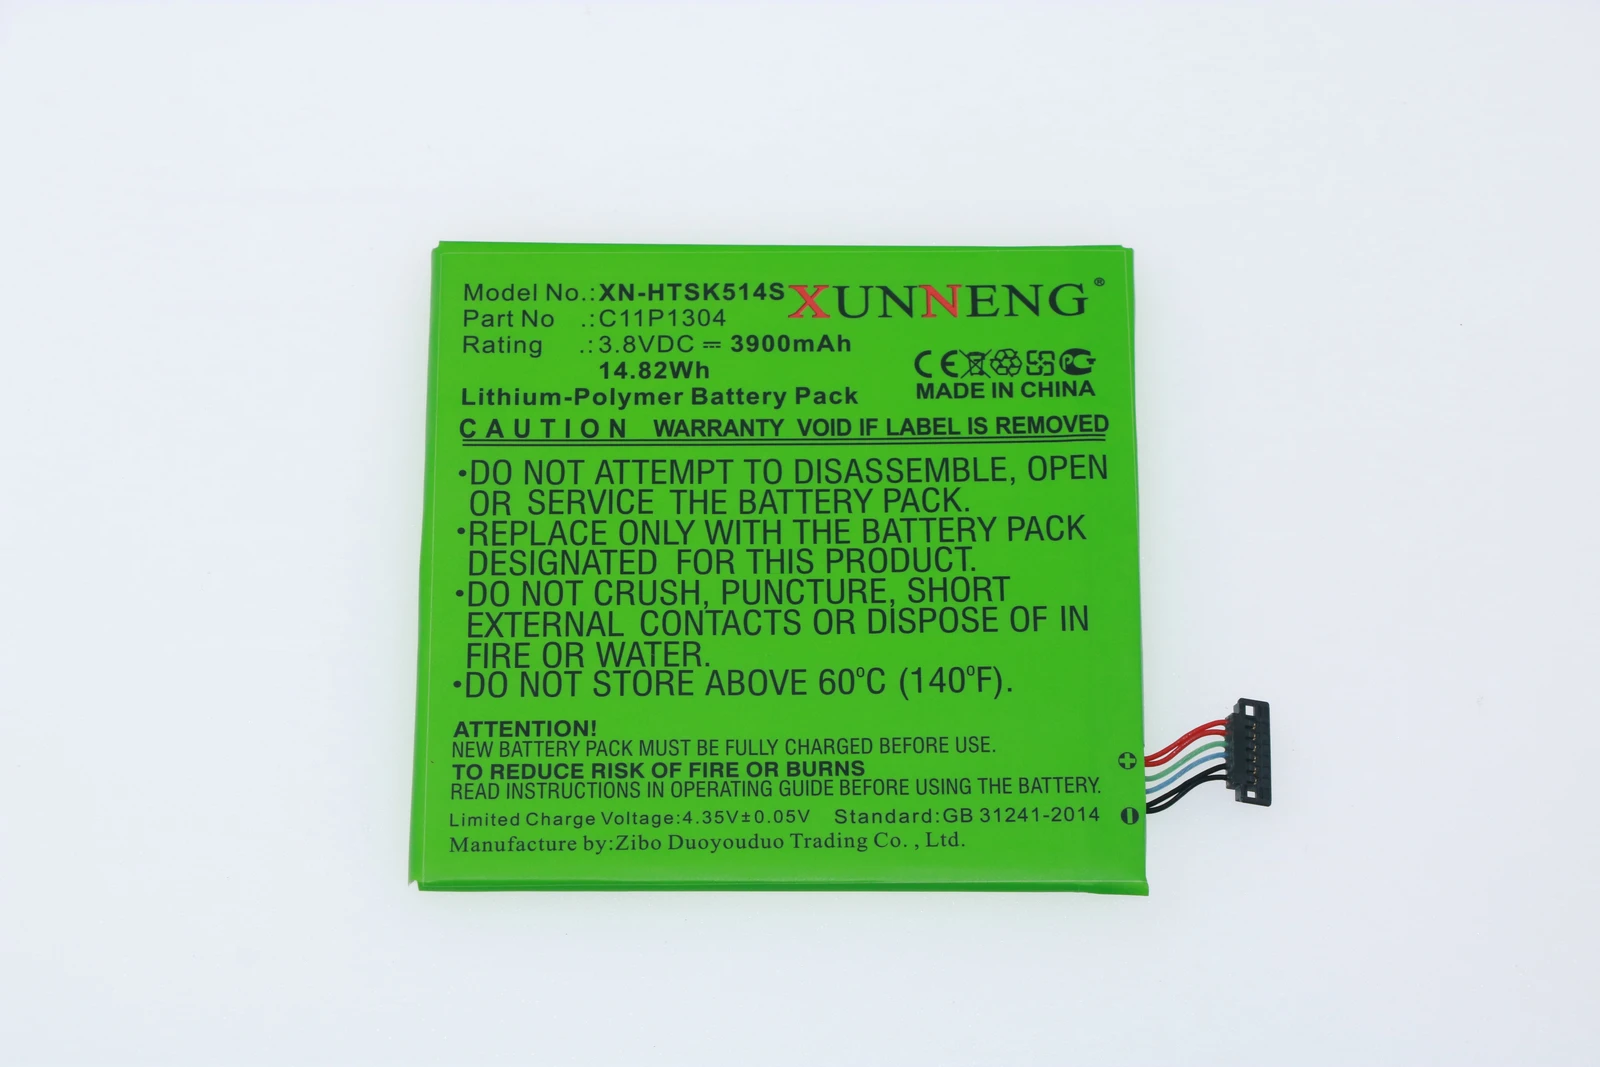 Model No.:XN-HTSK514S
XUNNENG®
Part No .:C11P1304
Rating .:3.8VDC ⎓ 3900mAh
14.82Wh
CE
MADE IN CHINA
Lithium-Polymer Battery Pack
CAUTION WARRANTY VOID IF LABEL IS REMOVED
•DO NOT ATTEMPT TO DISASSEMBLE, OPEN
OR SERVICE THE BATTERY PACK.
•REPLACE ONLY WITH THE BATTERY PACK
DESIGNATED FOR THIS PRODUCT.
•DO NOT CRUSH, PUNCTURE, SHORT
EXTERNAL CONTACTS OR DISPOSE OF IN
FIRE OR WATER.
•DO NOT STORE ABOVE 60°C (140°F).
ATTENTION!
NEW BATTERY PACK MUST BE FULLY CHARGED BEFORE USE.
TO REDUCE RISK OF FIRE OR BURNS
READ INSTRUCTIONS IN OPERATING GUIDE BEFORE USING THE BATTERY.
Limited Charge Voltage:4.35V±0.05V Standard:GB 31241-2014
Manufacture by:Zibo Duoyouduo Trading Co. , Ltd.